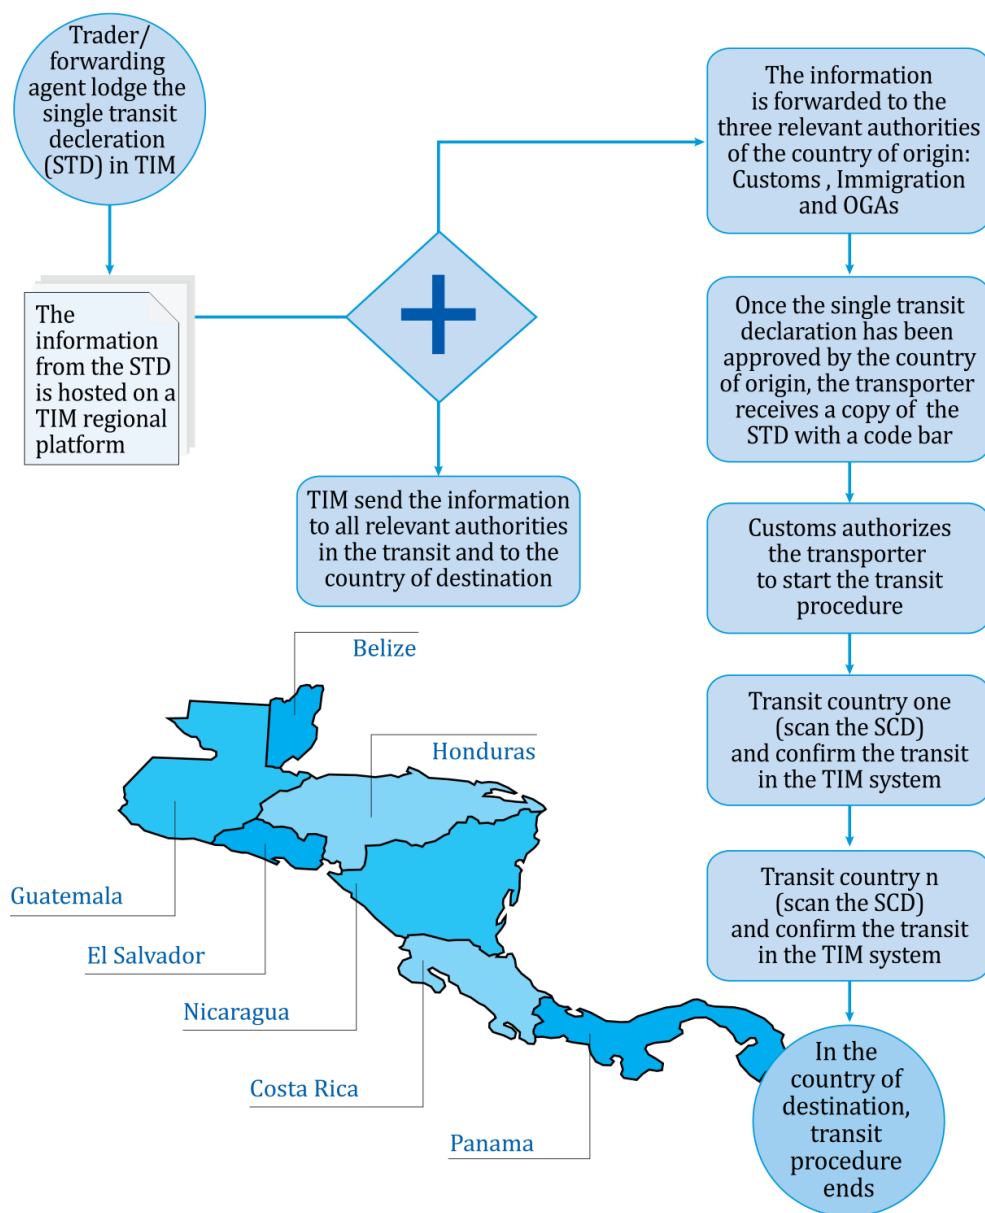 Trader/
forwarding
agent lodge the
single transit
decleration
(STD) in TIM
The
information
from the STD
is hosted on a
TIM regional
platform
TIM send the information
to all relevant authorities
in the transit and to the
country of destination
The information
is forwarded to the
three relevant authorities
of the country of origin:
Customs , Immigration
and OGAs
Once the single transit
declaration has been
approved by the country
of origin, the transporter
receives a copy of the
STD with a code bar
Customs authorizes
the transporter
to start the transit
procedure
Transit country one
(scan the SCD)
and confirm the transit
in the TIM system
Transit country n
(scan the SCD)
and confirm the transit
in the TIM system
In the
country of
destination,
transit
procedure
ends
Belize
Honduras
Guatemala
El Salvador
Nicaragua
Costa Rica
Panama